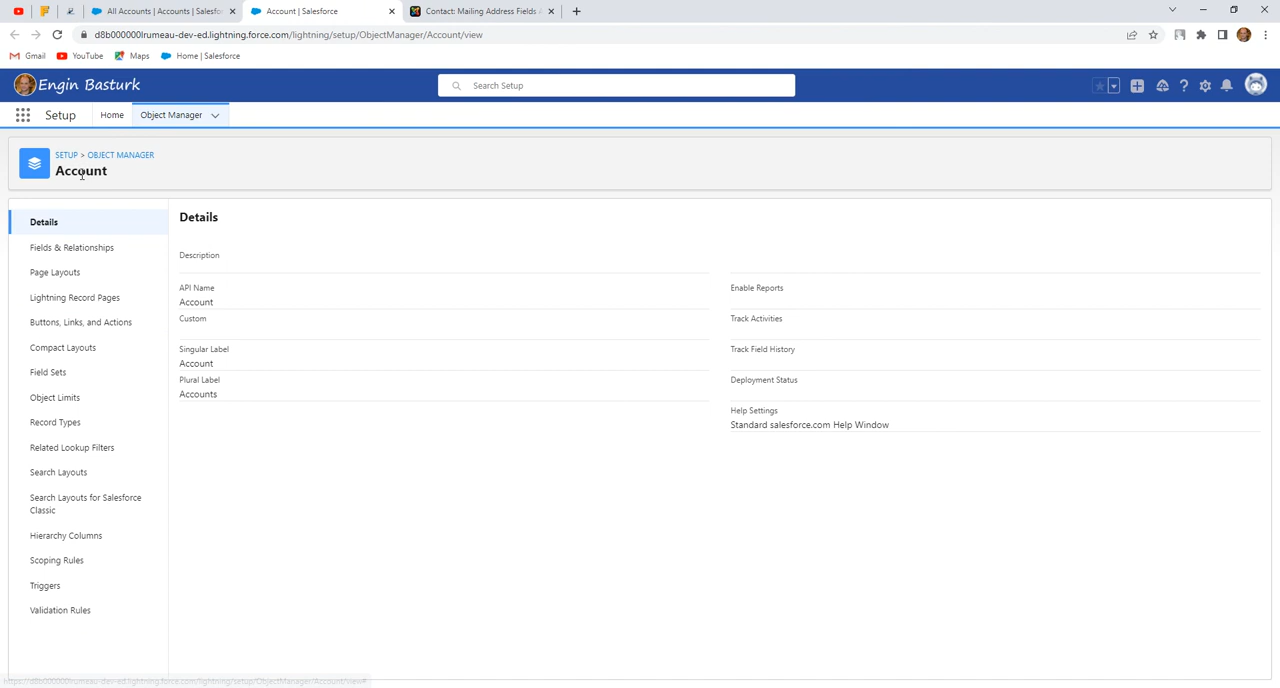 All Accounts | Accounts | Salesfo
Account | Salesforce
Contact: Mailing Address Fields A
d8b000000lrumeau-dev-ed.lightning.force.com/lightning/setup/ObjectManager/Account/view
Gmail
YouTube
Maps
Home | Salesforce
Engin Basturk
Search Setup
Setup
Home
Object Manager
SETUP > OBJECT MANAGER
Account
Details
Fields & Relationships
Page Layouts
Lightning Record Pages
Buttons, Links, and Actions
Compact Layouts
Field Sets
Object Limits
Record Types
Related Lookup Filters
Search Layouts
Search Layouts for Salesforce
Classic
Hierarchy Columns
Scoping Rules
Triggers
Validation Rules
Details
Description
API Name
Account
Custom
Singular Label
Account
Plural Label
Accounts
Enable Reports
Track Activities
Track Field History
Deployment Status
Help Settings
Standard salesforce.com Help Window
https://d8b000000lrumeau-dev-ed.lightning.force.com/lightning/setup/ObjectManager/Account/view#